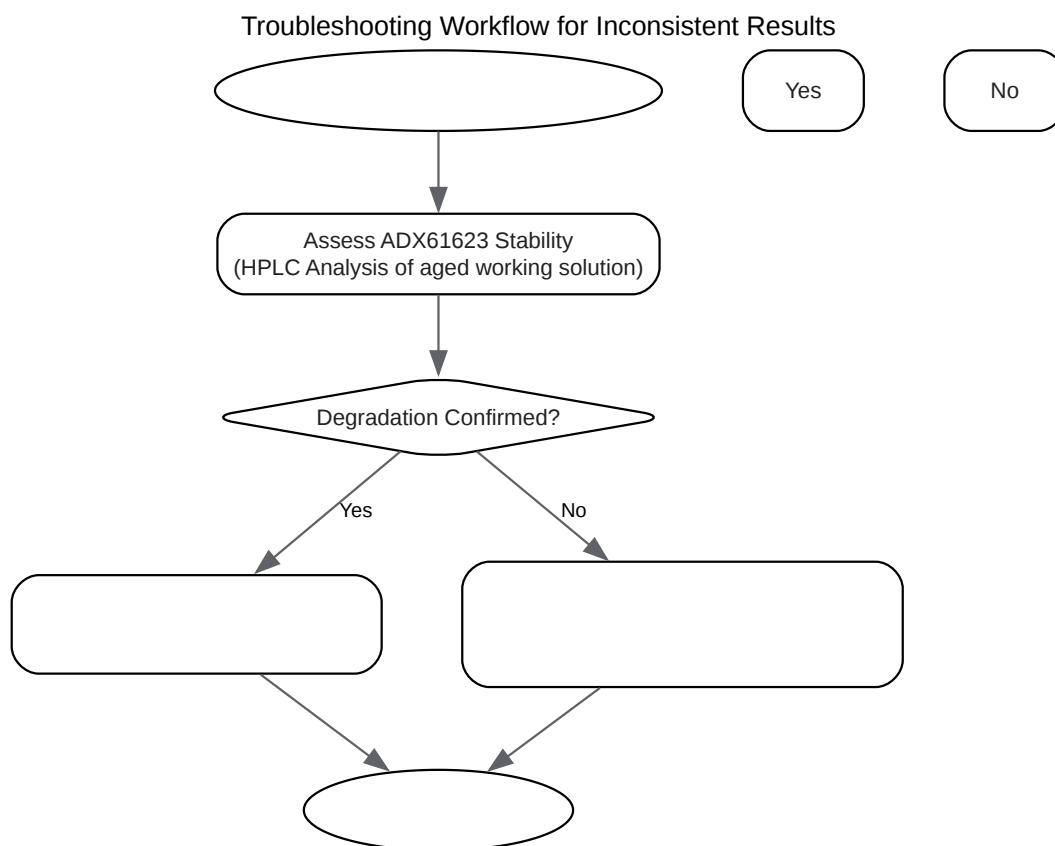 Troubleshooting Workflow for Inconsistent Results
Yes
No
Assess ADX61623 Stability
(HPLC Analysis of aged working solution)
Degradation Confirmed?
Yes
No